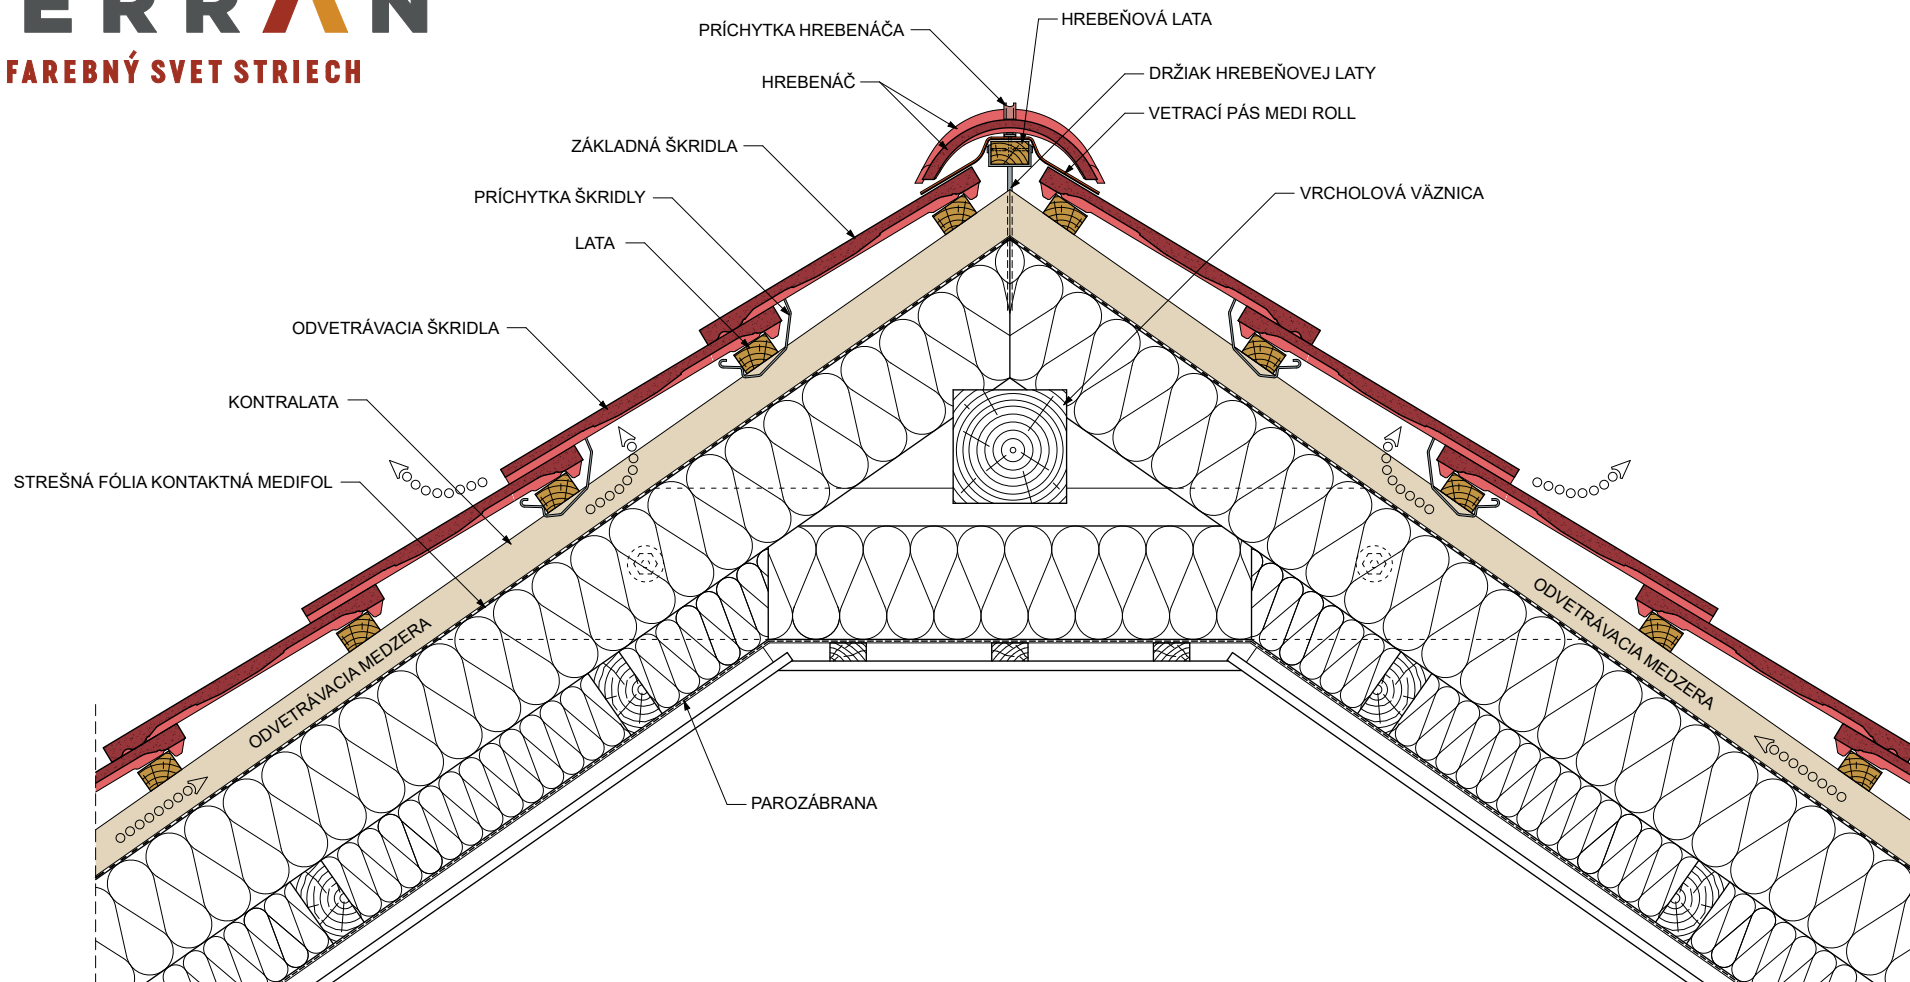 ERRAN
FAREBNÝ SVET STRIECH
PRÍCHYTKA HREBENÁČA
HREBEŇOVÁ LATA
HREBENÁČ
DRŽIAK HREBEŇOVEJ LATY
VETRACÍ PÁS MEDI ROLL
ZÁKLADNÁ ŠKRIDLA
PRÍCHYTKA ŠKRIDLY
VRCHOLOVÁ VÄZNICA
LATA
ODVETRÁVACIA ŠKRIDLA
KONTRALATA
STREŠNÁ FÓLIA KONTAKTNÁ MEDIFOL
ODVETRÁVACIA MEDZERA
ODVETRÁVACIA MEDZERA
PAROZÁBRANA